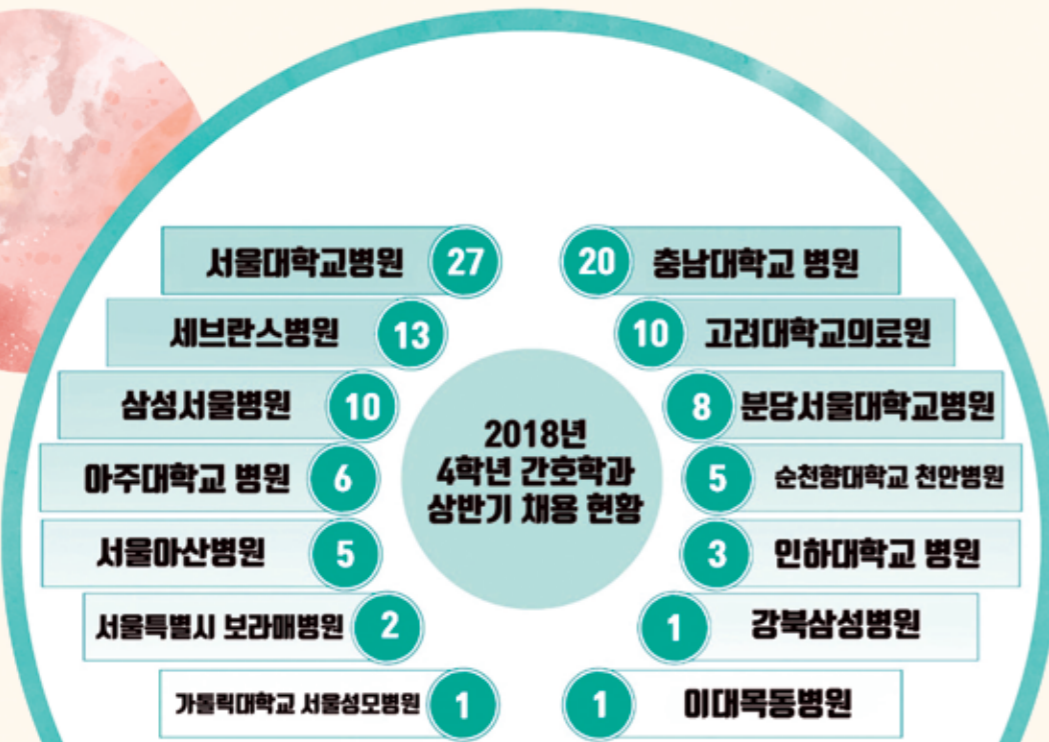 서울대학교병원 27
20 충남대학교 병원
세브란스병원 13
10 고려대학교의료원
삼성서울병원 10
8 분당서울대학교병원
2018년
4학년 간호학과
상반기 채용 현황
아주대학교 병원 6
5 순천향대학교 천안병원
서울아산병원 5
3 인하대학교 병원
서울특별시 보라매병원 2
1 강북삼성병원
가톨릭대학교 서울성모병원 1
1 이대목동병원